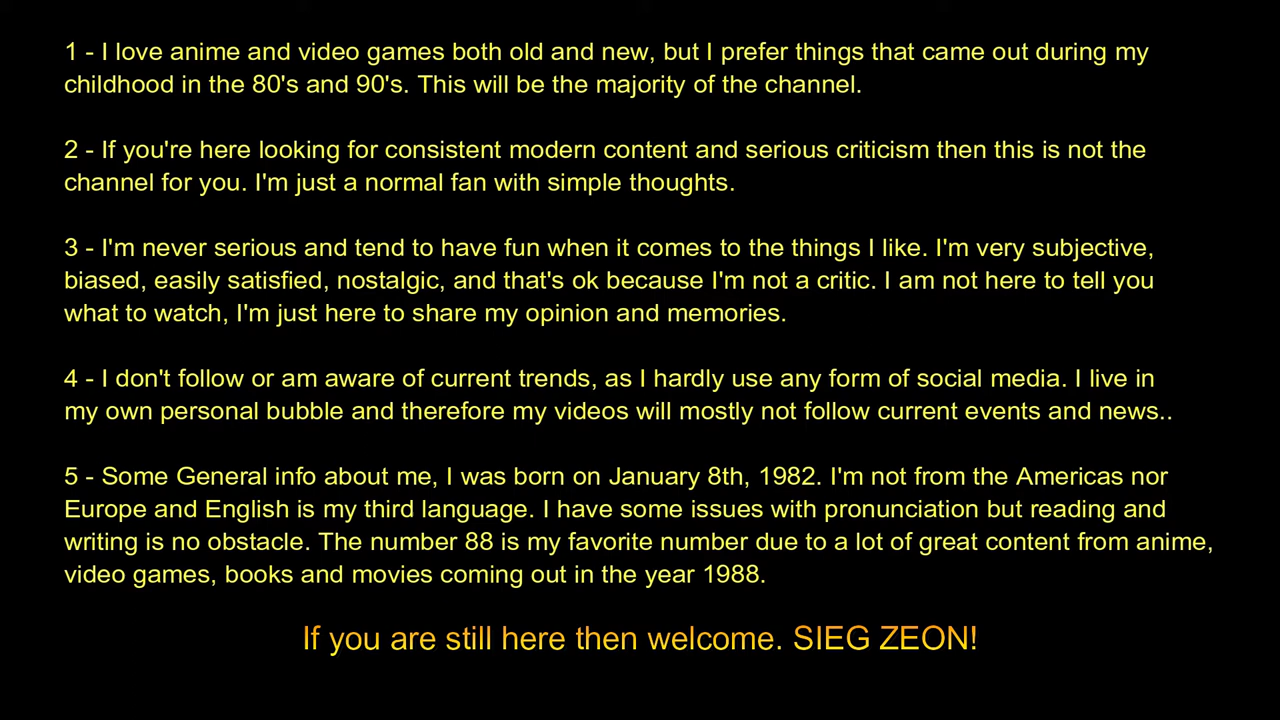 1 - I love anime and video games both old and new, but I prefer things that came out during my
childhood in the 80's and 90's. This will be the majority of the channel.
2 - If you're here looking for consistent modern content and serious criticism then this is not the
channel for you. I'm just a normal fan with simple thoughts.
3 - I'm never serious and tend to have fun when it comes to the things I like. I'm very subjective,
biased, easily satisfied, nostalgic, and that's ok because I'm not a critic. I am not here to tell you
what to watch, I'm just here to share my opinion and memories.
4 - I don't follow or am aware of current trends, as I hardly use any form of social media. I live in
my own personal bubble and therefore my videos will mostly not follow current events and news..
5 - Some General info about me, I was born on January 8th, 1982. I'm not from the Americas nor
Europe and English is my third language. I have some issues with pronunciation but reading and
writing is no obstacle. The number 88 is my favorite number due to a lot of great content from anime,
video games, books and movies coming out in the year 1988.
If you are still here then welcome. SIEG ZEON!